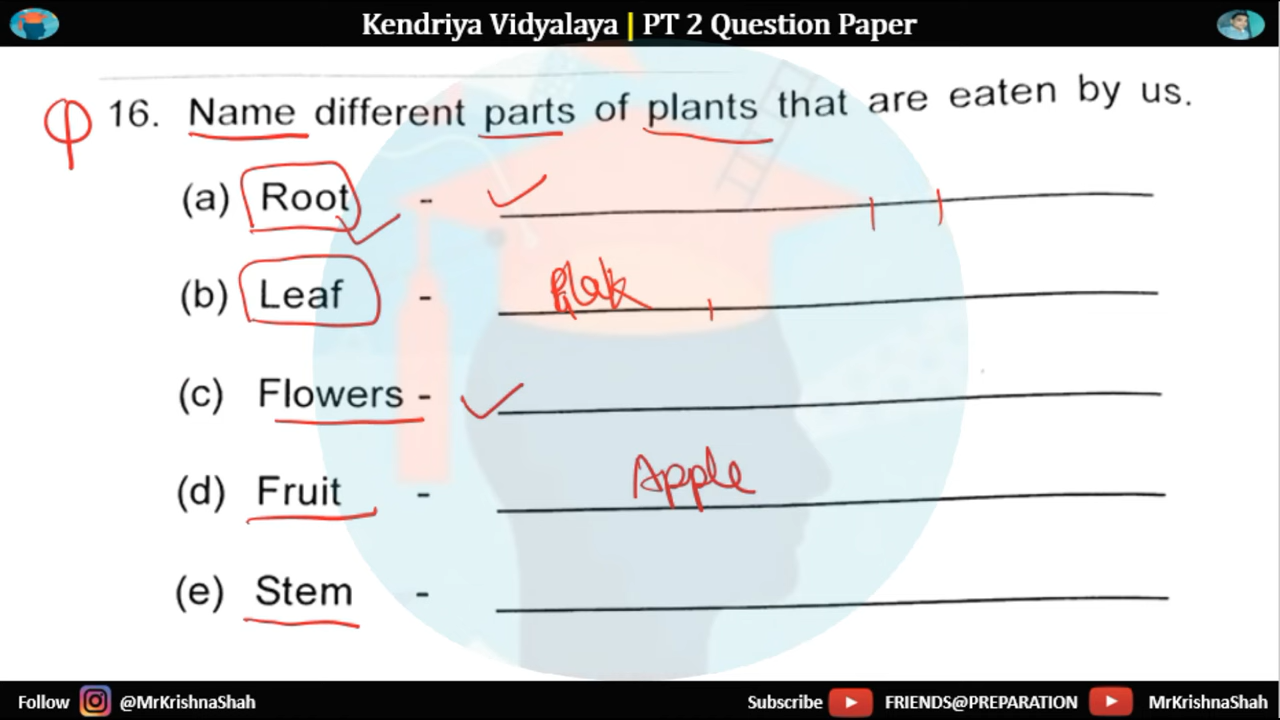 Kendriya Vidyalaya | PT 2 Question Paper
16. Name different parts of plants that are eaten by us.
(a) Root -
(b) Leaf - Palak
(c) Flowers -
(d) Fruit - Apple
(e) Stem -
Follow @MrKrishnaShah Subscribe FRIENDS@PREPARATION MrKrishnaShah